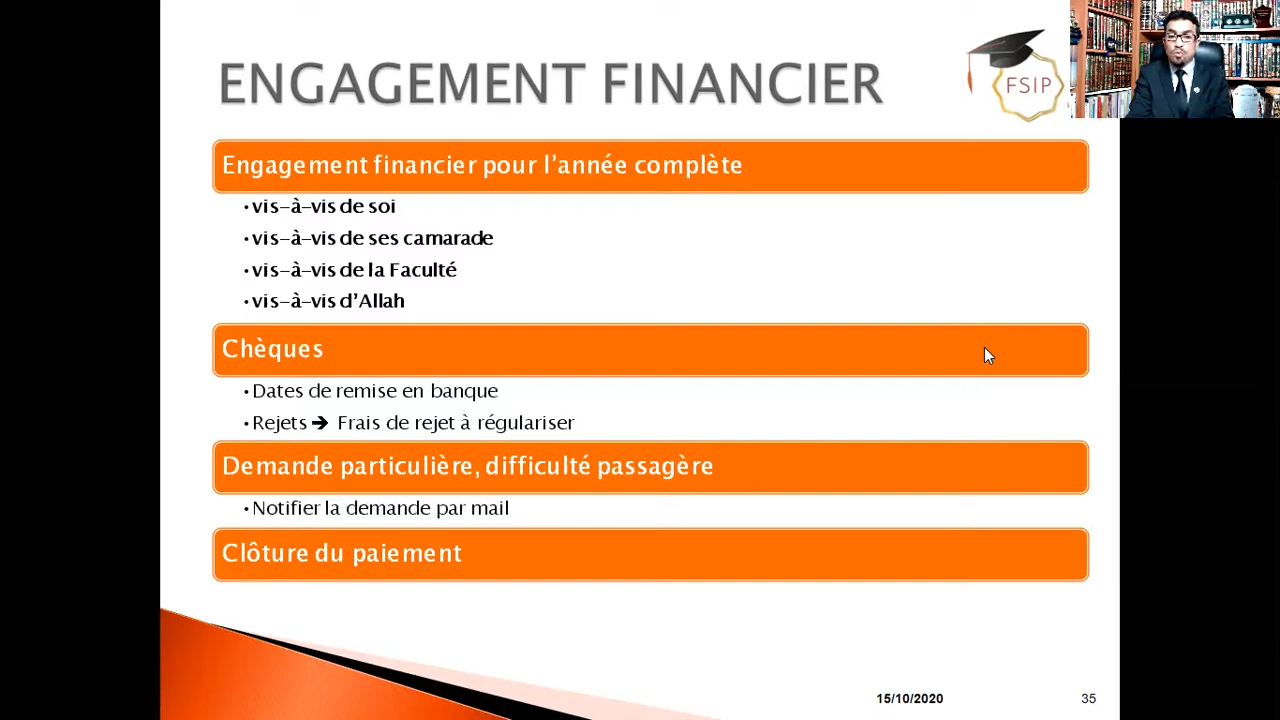 ENGAGEMENT FINANCIER
FSIP
Engagement financier pour l’année complète
•vis-à-vis de soi
•vis-à-vis de ses camarade
•vis-à-vis de la Faculté
•vis-à-vis d’Allah
Chèques
•Dates de remise en banque
•Rejets ➔ Frais de rejet à régulariser
Demande particulière, difficulté passagère
•Notifier la demande par mail
Clôture du paiement
15/10/2020
35